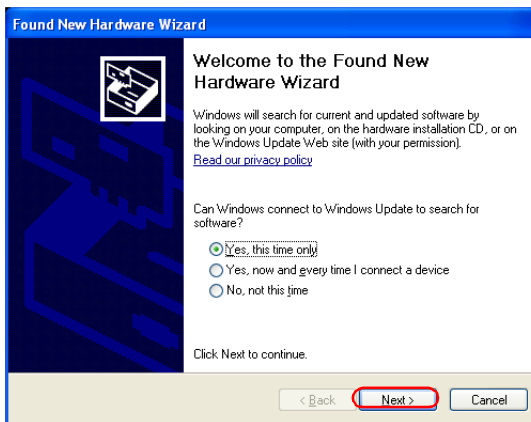 Found New Hardware Wizard
Welcome to the Found New
Hardware Wizard
Windows will search for current and updated software by
looking on your computer, on the hardware installation CD, or on
the Windows Update Web site (with your permission).
Read our privacy policy
Can Windows connect to Windows Update to search for
software?
Yes, this time only
Yes, now and every time I connect a device
No, not this time
Click Next to continue.
< Back
Next >
Cancel